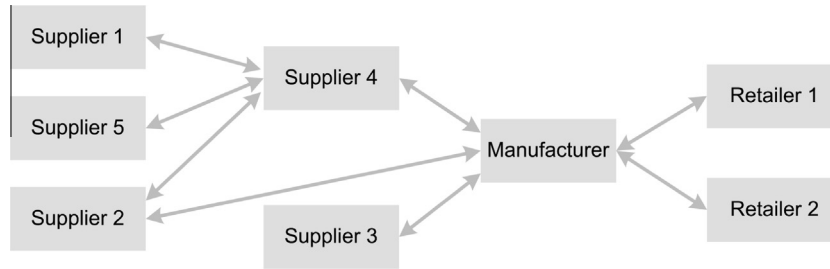 Supplier 1
Supplier 5
Supplier 2
Supplier 4
Supplier 3
Manufacturer
Retailer 1
Retailer 2